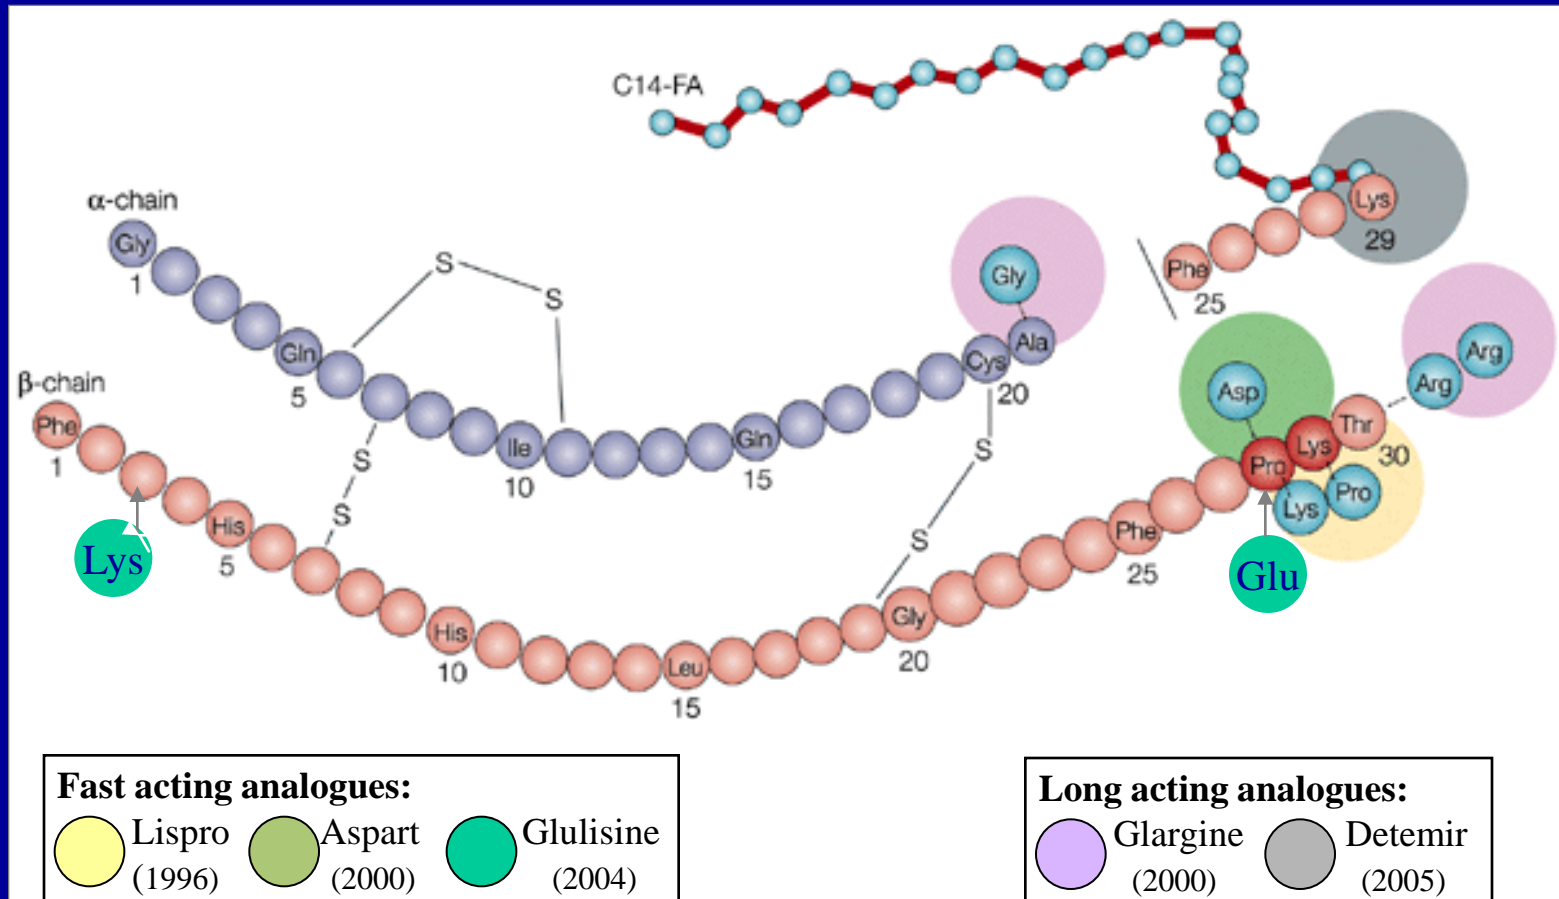 C14-FA
α-chain
Gly
1
Gln
5
Ile
10
Gln
15
Cys
20
Ala
Gly
S
S
S
S
S
S
β-chain
Phe
1
Lys
His
5
His
10
Leu
15
Gly
20
Phe
25
Pro
Lys
Thr
30
Asp
Lys
Pro
Glu
Arg
Arg
Phe
25
Lys
29
Fast acting analogues:
Lispro Aspart Glulisine
(1996) (2000) (2004)
Long acting analogues:
Glargine Detemir
(2000) (2005)